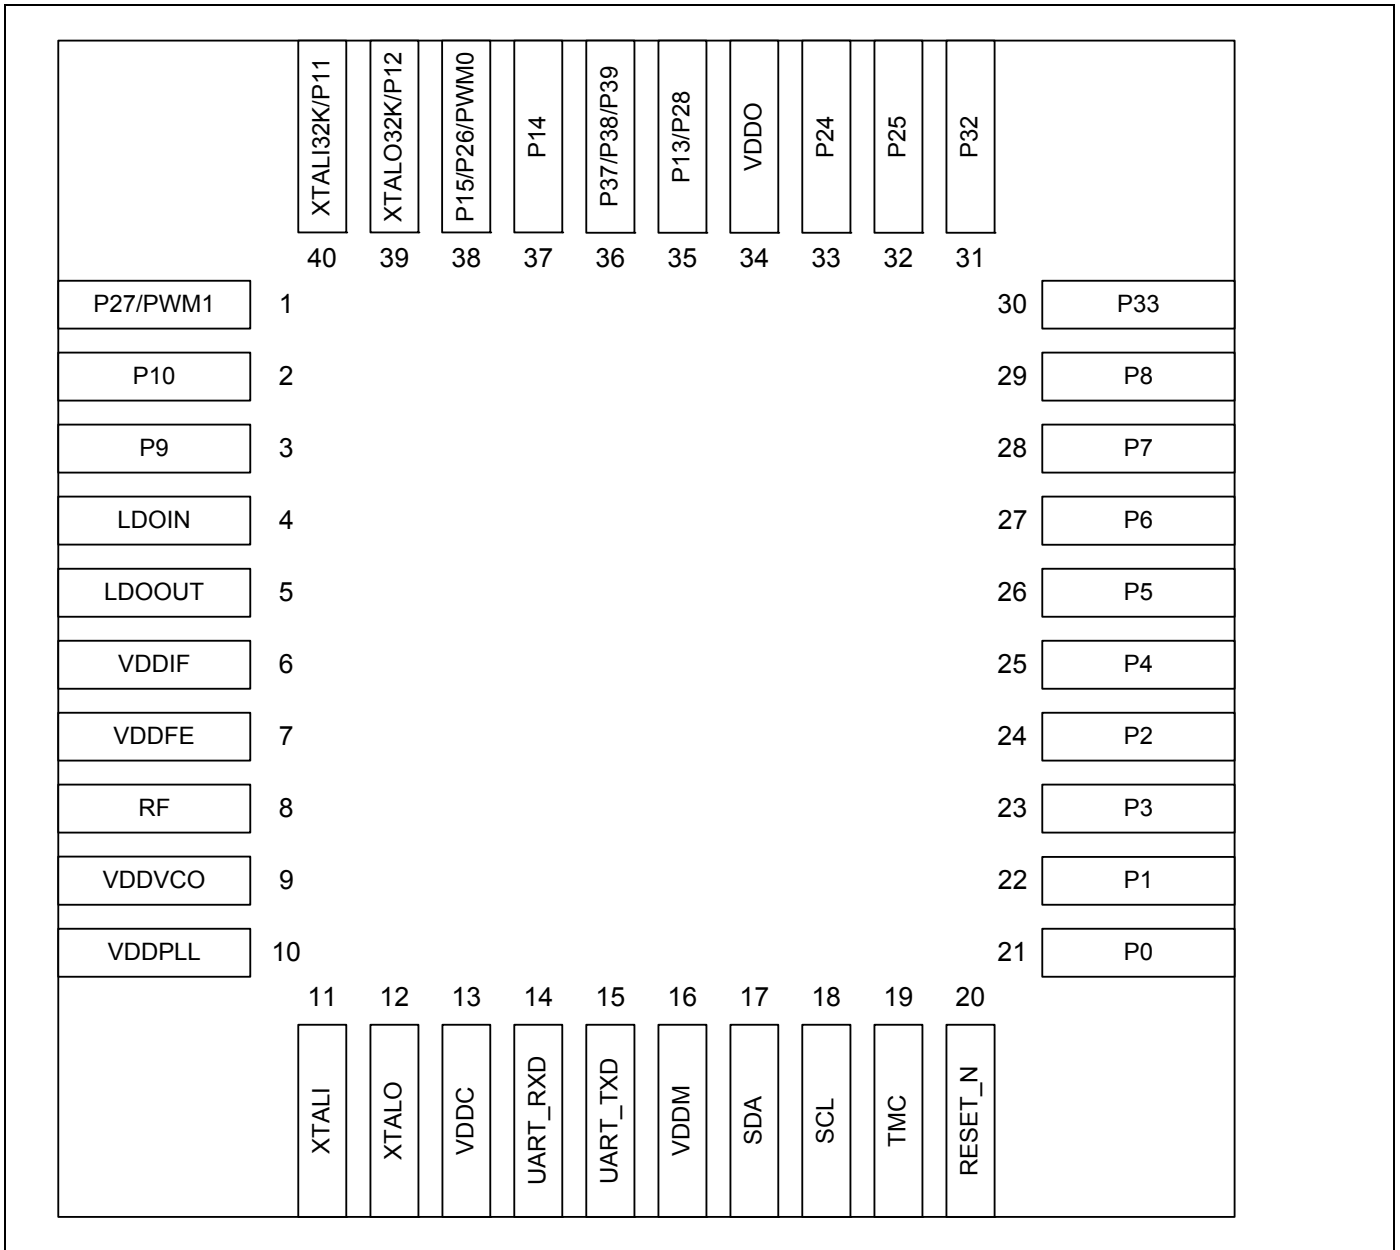 XTALI32K/P11
XTALO32K/P12
P15/P26/PWM0
P14
P37/P38/P39
P13/P28
VDDO
P24
P25
P32
40 39 38 37 36 35 34 33 32 31
P27/PWM1 1 30 P33
P10 2 29 P8
P9 3 28 P7
LDOIN 4 27 P6
LDOOUT 5 26 P5
VDDIF 6 25 P4
VDDFE 7 24 P2
RF 8 23 P3
VDDVCO 9 22 P1
VDDPLL 10 21 P0
11 12 13 14 15 16 17 18 19 20
XTALI
XTALO
VDDC
UART_RXD
UART_TXD
VDDM
SDA
SCL
TMC
RESET_N